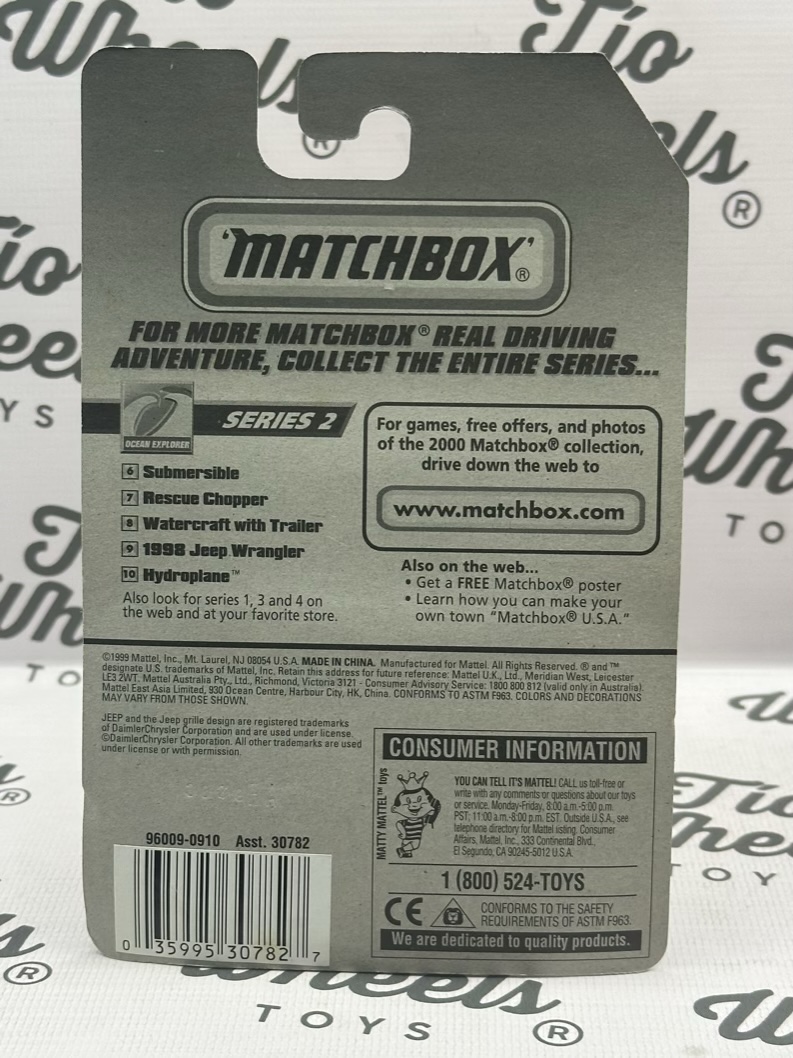 'MATCHBOX'®
FOR MORE MATCHBOX® REAL DRIVING
ADVENTURE, COLLECT THE ENTIRE SERIES...
OCEAN EXPLORER
SERIES 2
6 Submersible
7 Rescue Chopper
8 Watercraft with Trailer
9 1998 Jeep Wrangler
10 Hydroplane™
Also look for series 1, 3 and 4 on
the web and at your favorite store.
For games, free offers, and photos
of the 2000 Matchbox® collection,
drive down the web to
www.matchbox.com
Also on the web...
• Get a FREE Matchbox® poster
• Learn how you can make your
own town "Matchbox® U.S.A."
©1999 Mattel, Inc., Mt. Laurel, NJ 08054 U.S.A. MADE IN CHINA. Manufactured for Mattel. All Rights Reserved. ® and ™
designate U.S. trademarks of Mattel, Inc. Retain this address for future reference: Mattel U.K., Ltd., Meridian West, Leicester
LE3 2WT. Mattel Australia Pty., Ltd., Richmond, Victoria 3121 - Consumer Advisory Service: 1800 800 812 (valid only in Australia).
Mattel East Asia Limited, 930 Ocean Centre, Harbour City, HK, China. CONFORMS TO ASTM F963. COLORS AND DECORATIONS
MAY VARY FROM THOSE SHOWN.
JEEP and the Jeep grille design are registered trademarks
of DaimlerChrysler Corporation and are used under license.
©DaimlerChrysler Corporation. All other trademarks are used
under license or with permission.
96009-0910 Asst. 30782
0 35995 30782 7
CONSUMER INFORMATION
MATTY MATTEL™ toys
YOU CAN TELL IT'S MATTEL! CALL us toll-free or
write with any comments or questions about our toys
or service. Monday-Friday, 8:00 a.m.-5:00 p.m.
PST; 11:00 a.m.-8:00 p.m. EST. Outside U.S.A., see
telephone directory for Mattel listing. Consumer
Affairs, Mattel, Inc., 333 Continental Blvd.,
El Segundo, CA 90245-5012 U.S.A.
1 (800) 524-TOYS
CE
CONFORMS TO THE SAFETY
REQUIREMENTS OF ASTM F963.
We are dedicated to quality products.
Tío
Wheels
TOYS ®